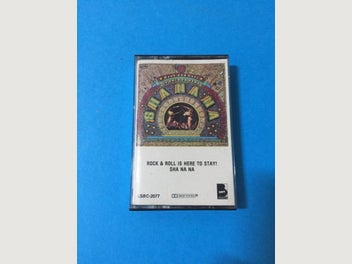 SHA NA NA
ROCK & ROLL IS HERE TO STAY!
SHA NA NA
SBC-2077
B